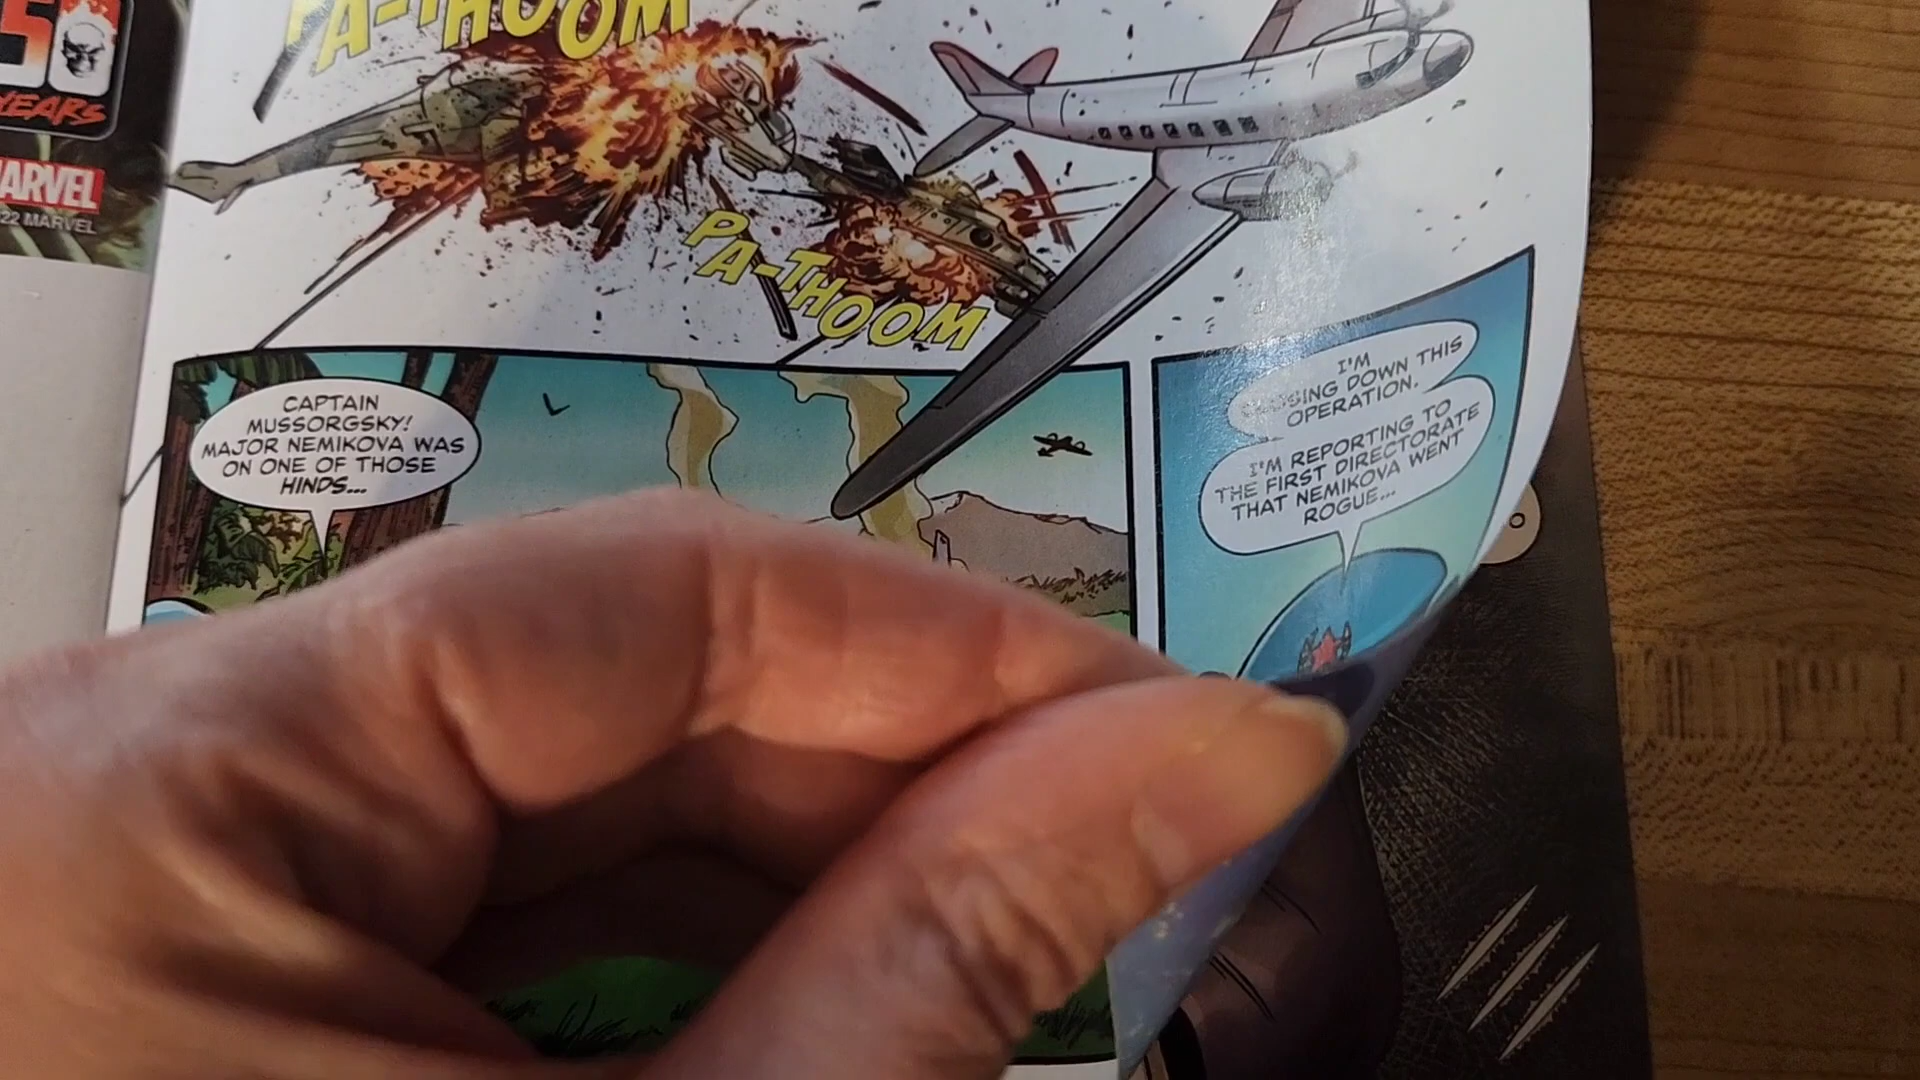 5
YEARS
MARVEL
22 MARVEL
PA-THOOM
PA-THOOM
CAPTAIN
MUSSORGSKY!
MAJOR NEMIKOVA WAS
ON ONE OF THOSE
HINDS...
I'M
DOWN THIS
OPERATION.
I'M REPORTING TO
THE FIRST DIRECTORATE
THAT NEMIKOVA WENT
ROGUE...